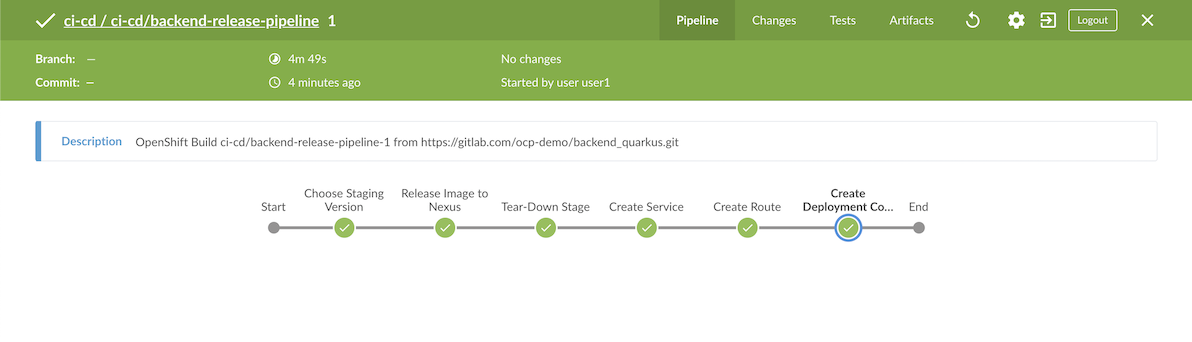 ci-cd / ci-cd/backend-release-pipeline 1 Pipeline Changes Tests Artifacts Logout
Branch: — 4m 49s No changes
Commit: — 4 minutes ago Started by user user1
Description OpenShift Build ci-cd/backend-release-pipeline-1 from https://gitlab.com/ocp-demo/backend_quarkus.git
Start
Choose Staging
Version
Release Image to
Nexus
Tear-Down Stage
Create Service
Create Route
Create
Deployment Co...
End